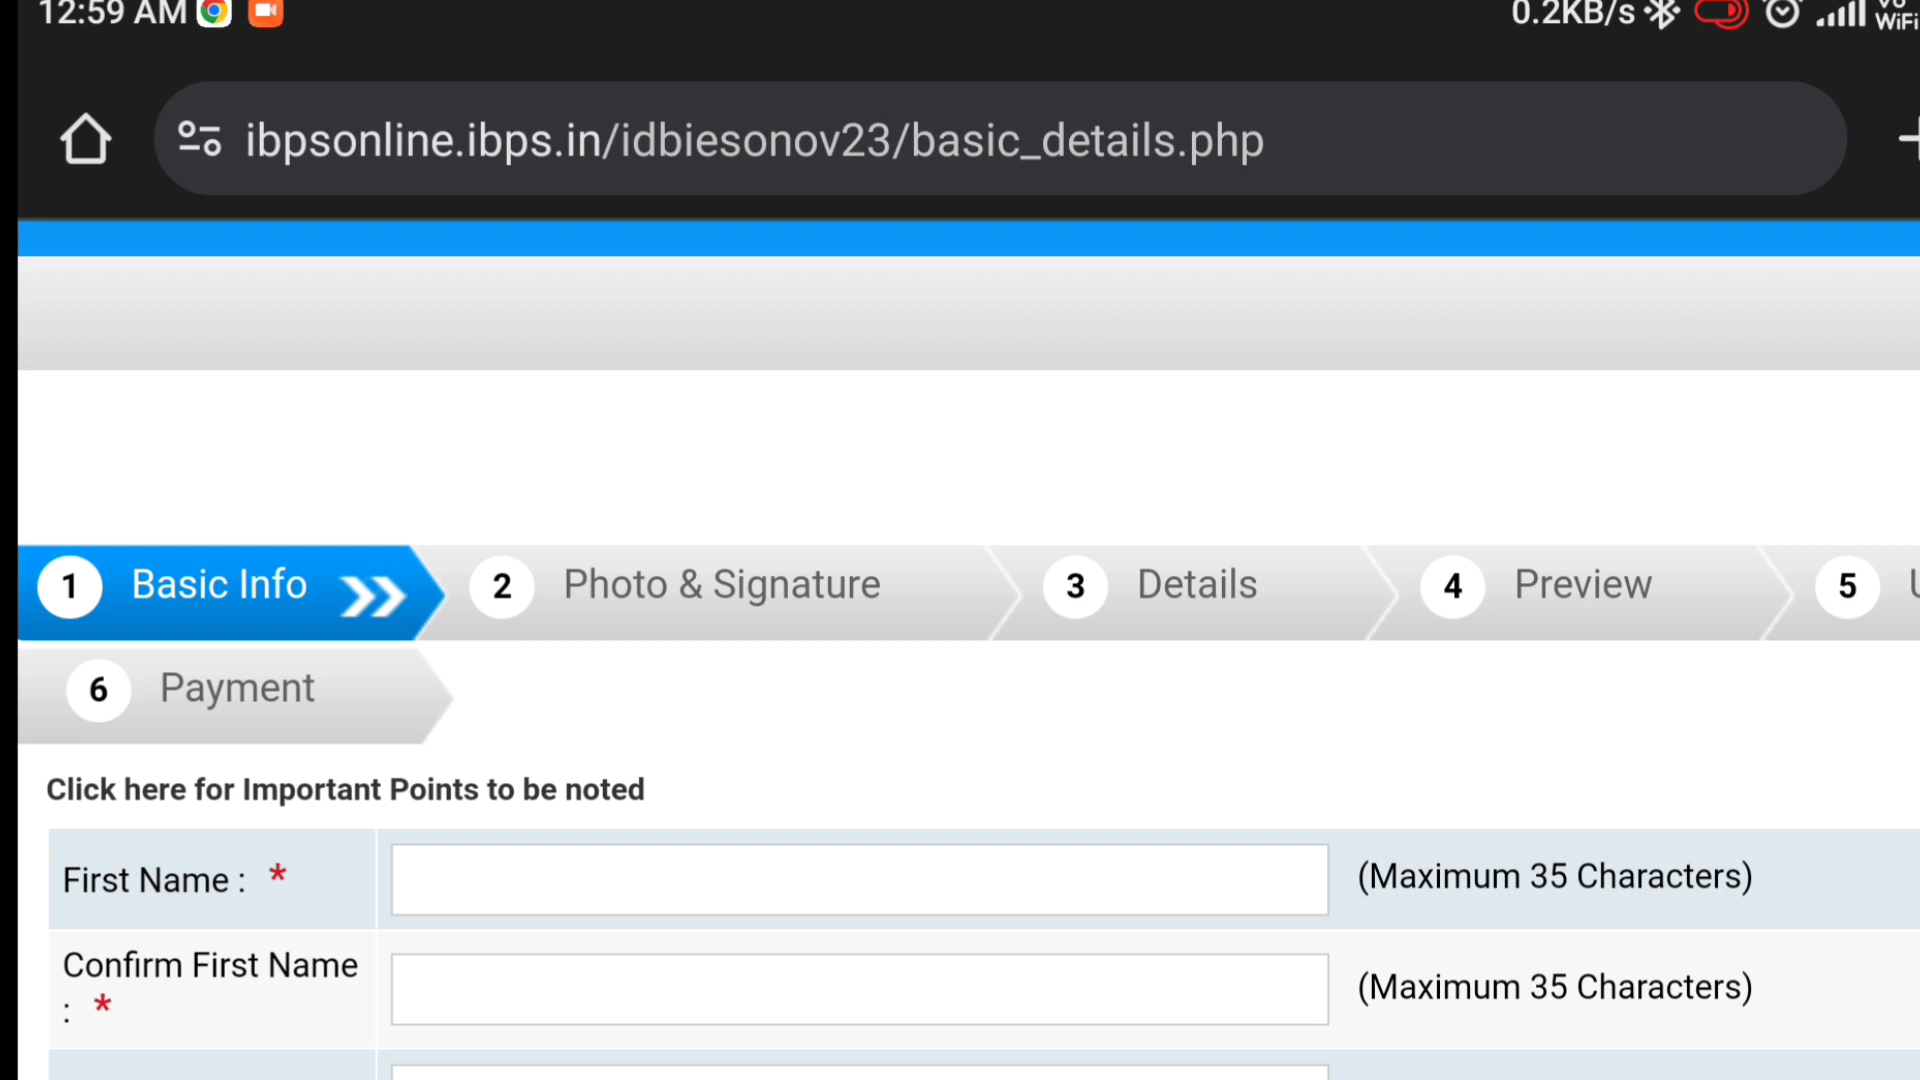 12:59 AM 0.2KB/s Vo WiFi
ibpsonline.ibps.in/idbiesonov23/basic_details.php
1 Basic Info 2 Photo & Signature 3 Details 4 Preview 5
6 Payment
Click here for Important Points to be noted
First Name : * (Maximum 35 Characters)
Confirm First Name
: * (Maximum 35 Characters)